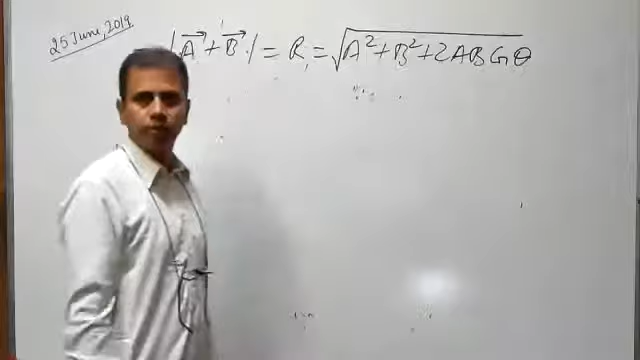 25 June, 2019
|A⃗ + B⃗| = R = √A² + B² + 2AB Cos θ